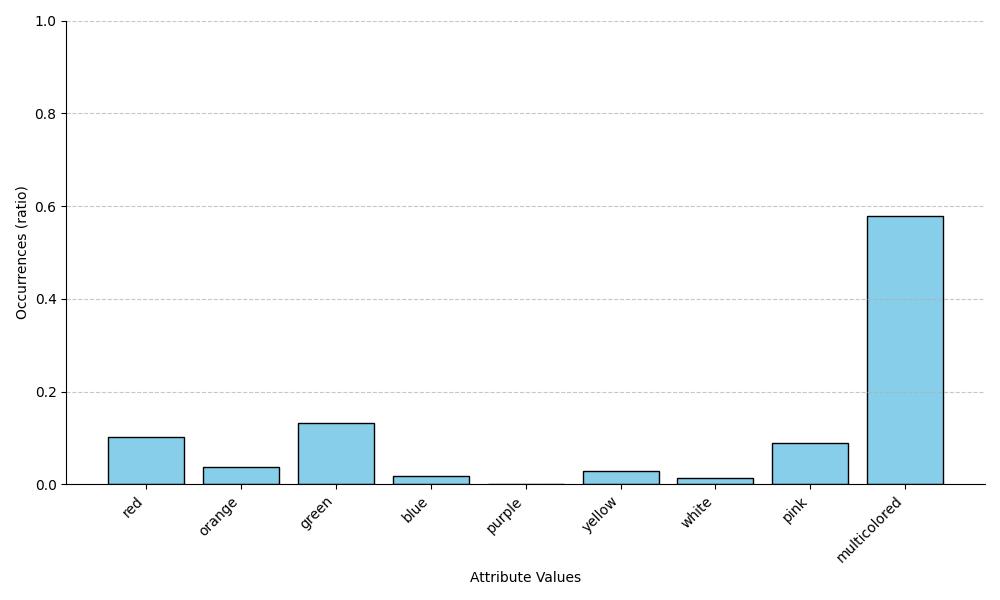 1.0
0.8
0.6
0.4
0.2
0.0
Occurrences (ratio)
red
orange
green
blue
purple
yellow
white
pink
multicolored
Attribute Values